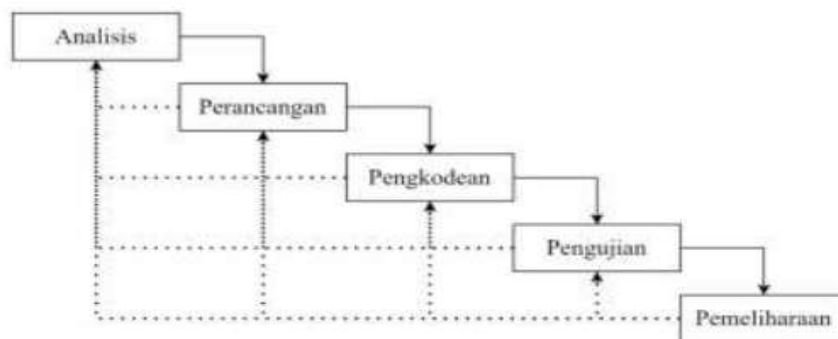 Analisis
Perancangan
Pengkodean
Pengujian
Pemeliharaan